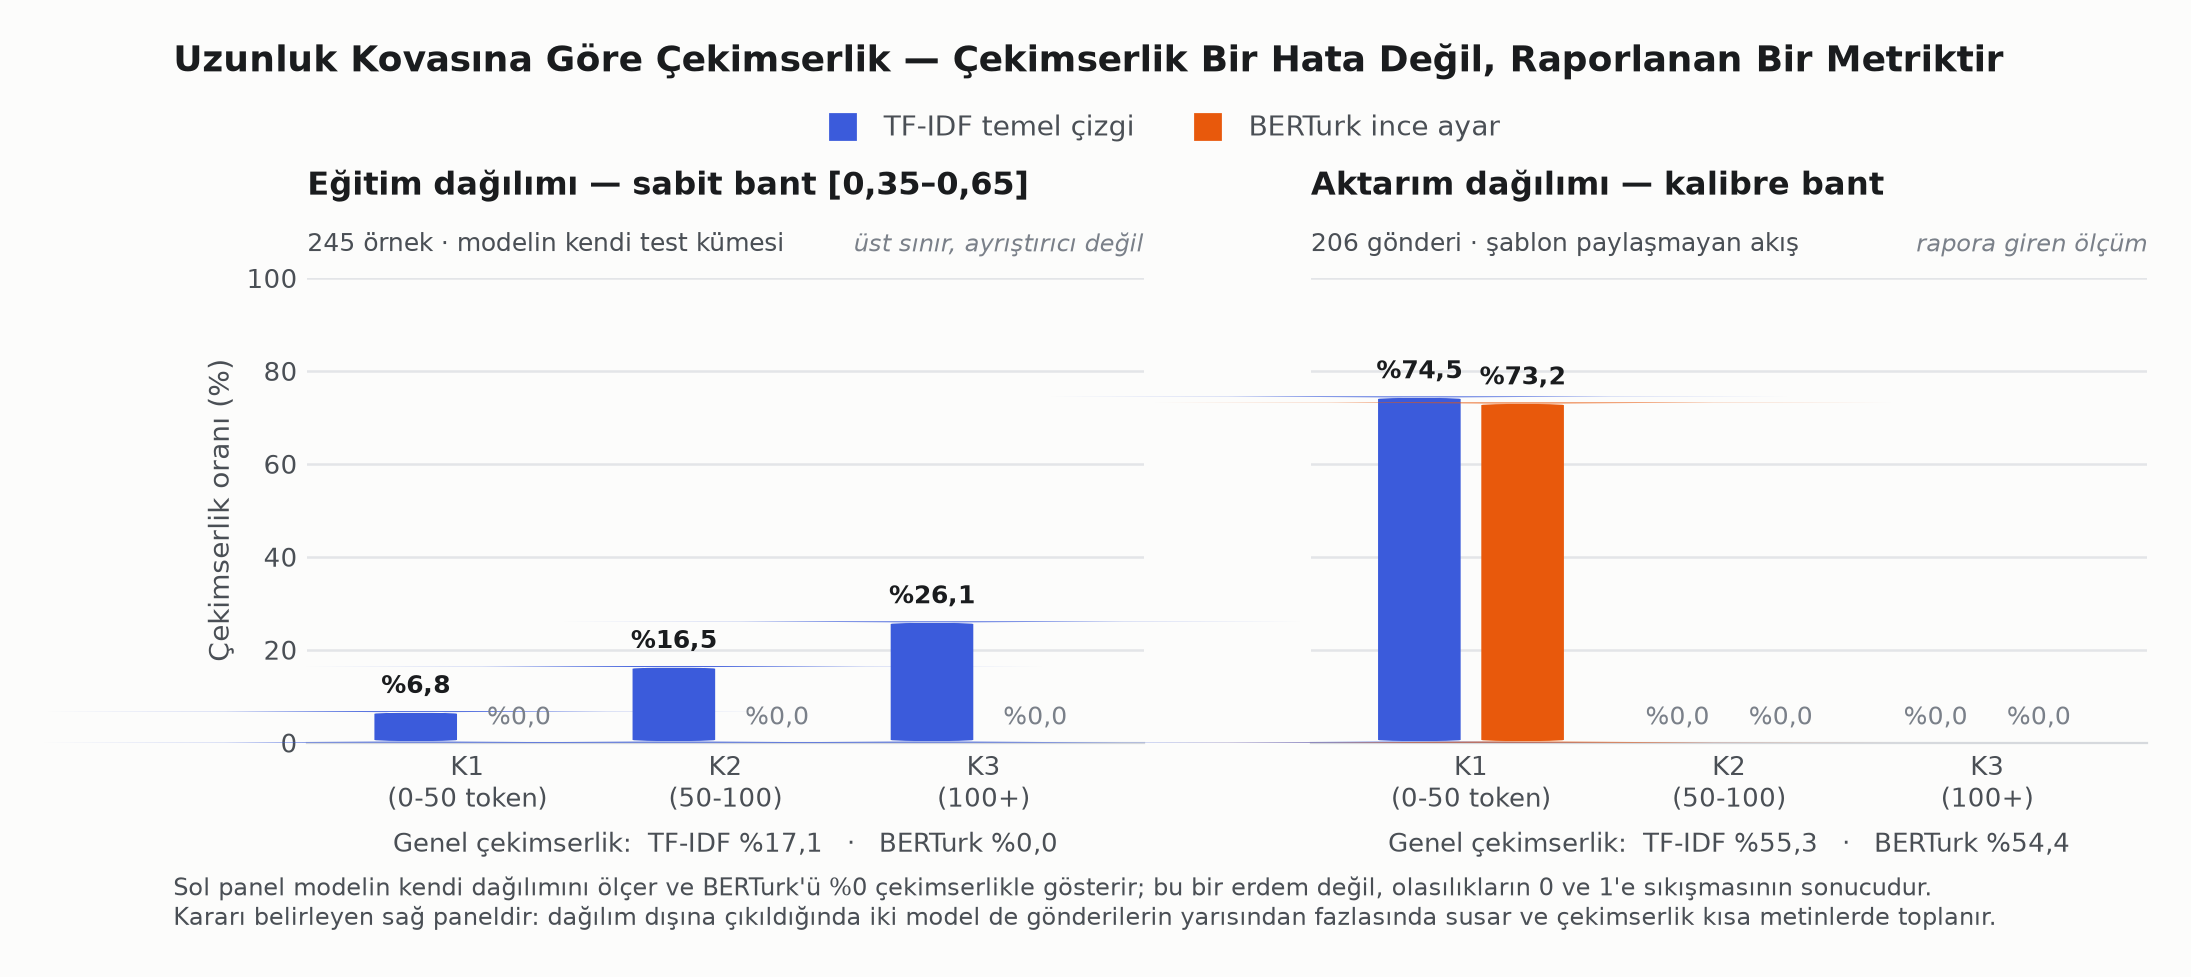 Uzunluk Kovasına Göre Çekimserlik — Çekimserlik Bir Hata Değil, Raporlanan Bir Metriktir
TF-IDF temel çizgi
BERTurk ince ayar
Eğitim dağılımı — sabit bant [0,35–0,65]
245 örnek · modelin kendi test kümesi
üst sınır, ayrıştırıcı değil
Çekimserlik oranı (%)
100
80
60
40
20
0
%6,8
%0,0
%16,5
%0,0
%26,1
%0,0
K1
(0-50 token)
K2
(50-100)
K3
(100+)
Genel çekimserlik: TF-IDF %17,1 · BERTurk %0,0
Aktarım dağılımı — kalibre bant
206 gönderi · şablon paylaşmayan akış
rapora giren ölçüm
%74,5
%73,2
%0,0
%0,0
%0,0
%0,0
K1
(0-50 token)
K2
(50-100)
K3
(100+)
Genel çekimserlik: TF-IDF %55,3 · BERTurk %54,4
Sol panel modelin kendi dağılımını ölçer ve BERTurk'ü %0 çekimserlikle gösterir; bu bir erdem değil, olasılıkların 0 ve 1'e sıkışmasının sonucudur.
Kararı belirleyen sağ paneldir: dağılım dışına çıkıldığında iki model de gönderilerin yarısından fazlasında susar ve çekimserlik kısa metinlerde toplanır.